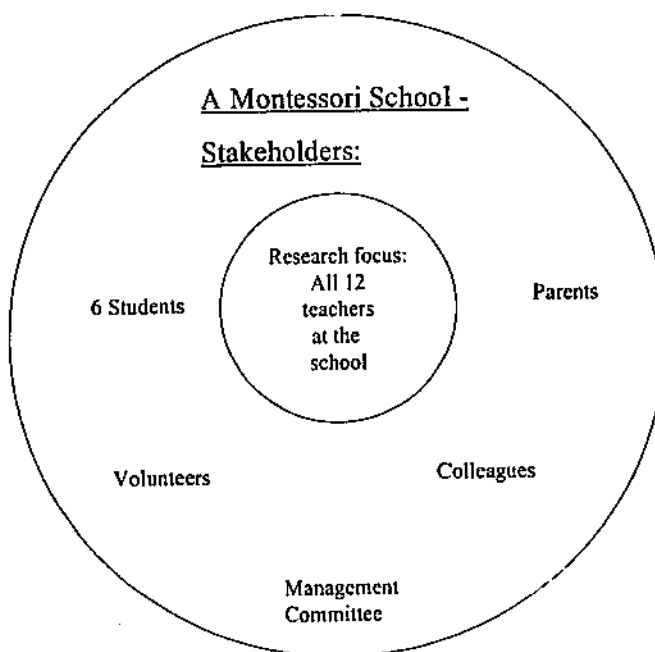 A Montessori School -
Stakeholders:
Research focus:
All 12
teachers
at the
school
6 Students
Parents
Volunteers
Colleagues
Management
Committee